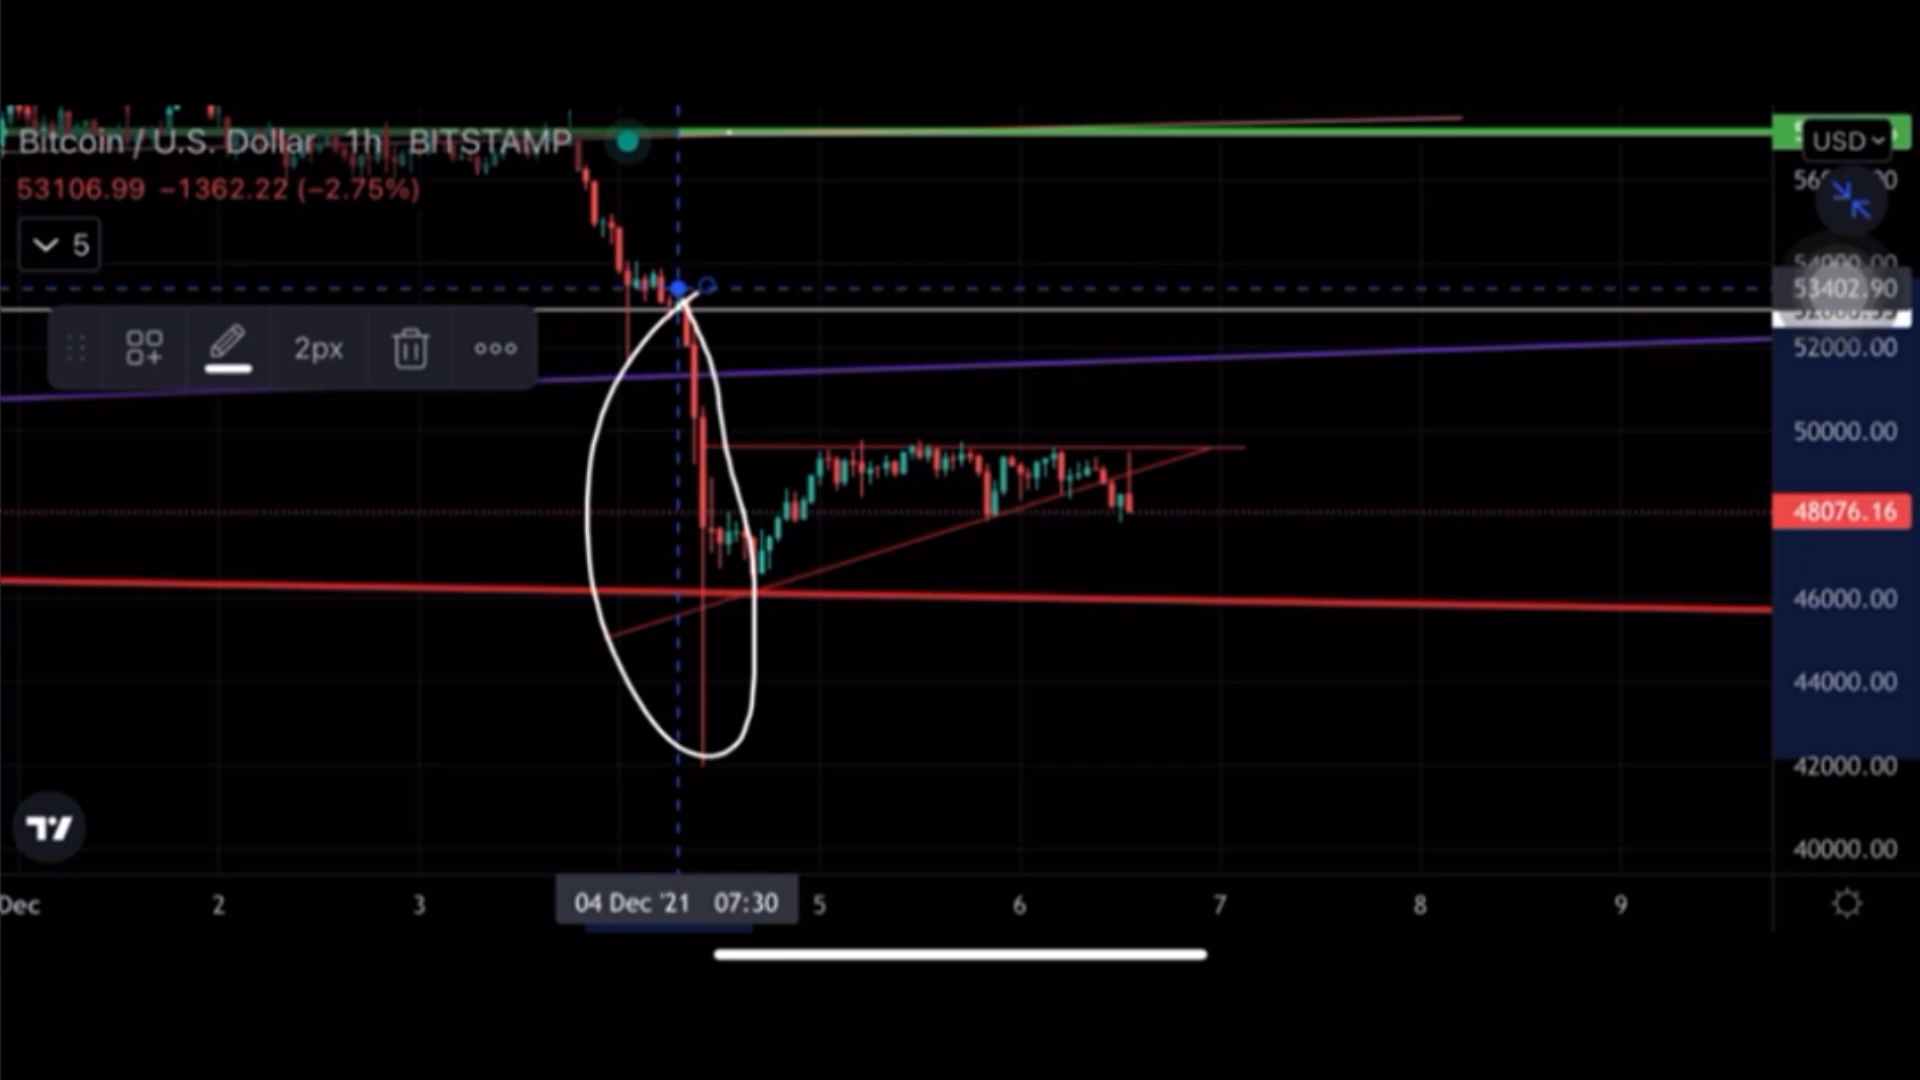 Bitcoin / U.S. Dollar 1h BITSTAMP
USD
53106.99 −1362.22 (−2.75%)
5
54000.00
53402.90
2px
52000.00
50000.00
48076.16
46000.00
44000.00
42000.00
40000.00
Dec 2 3 04 Dec '21 07:30 5 6 7 8 9